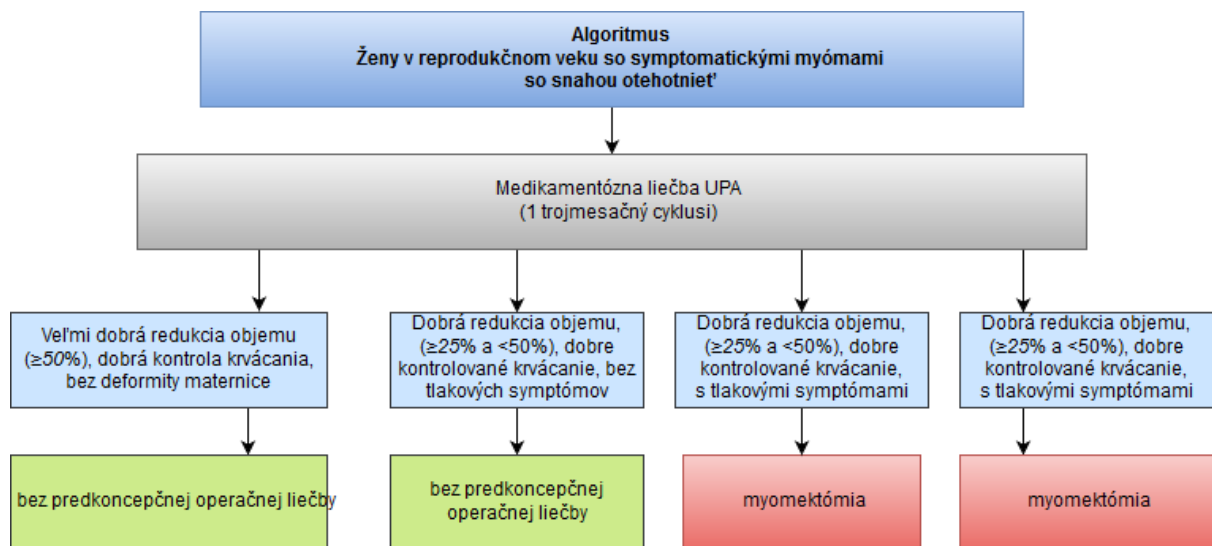 Algoritmus
Ženy v reprodukčnom veku so symptomatickými myómami
so snahou otehotnieť
Medikamentózna liečba UPA
(1 trojmesačný cyklusi)
Veľmi dobrá redukcia objemu
(≥50%), dobrá kontrola krvácania,
bez deformity maternice
Dobrá redukcia objemu,
(≥25% a <50%), dobre
kontrolované krvácanie, bez
tlakových symptómov
Dobrá redukcia objemu,
(≥25% a <50%), dobre
kontrolované krvácanie,
s tlakovými symptómami
Dobrá redukcia objemu,
(≥25% a <50%), dobre
kontrolované krvácanie,
s tlakovými symptómami
bez predkoncepčnej operačnej liečby
bez predkoncepčnej
operačnej liečby
myomektómia
myomektómia